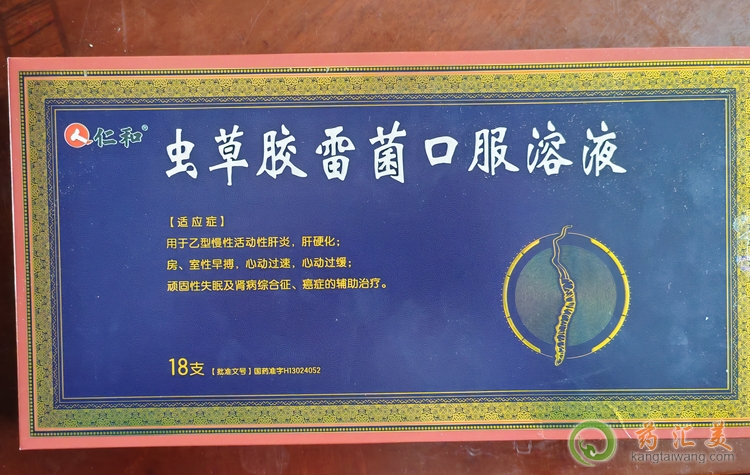 仁和®
虫草胶雷菌口服溶液
【适应症】
用于乙型慢性活动性肝炎,肝硬化;
房、室性早搏,心动过速,心动过缓;
顽固性失眠及肾病综合征、癌症的辅助治疗。
18支【批准文号】国药准字H13024052
药汇美
kangtaiwang.com